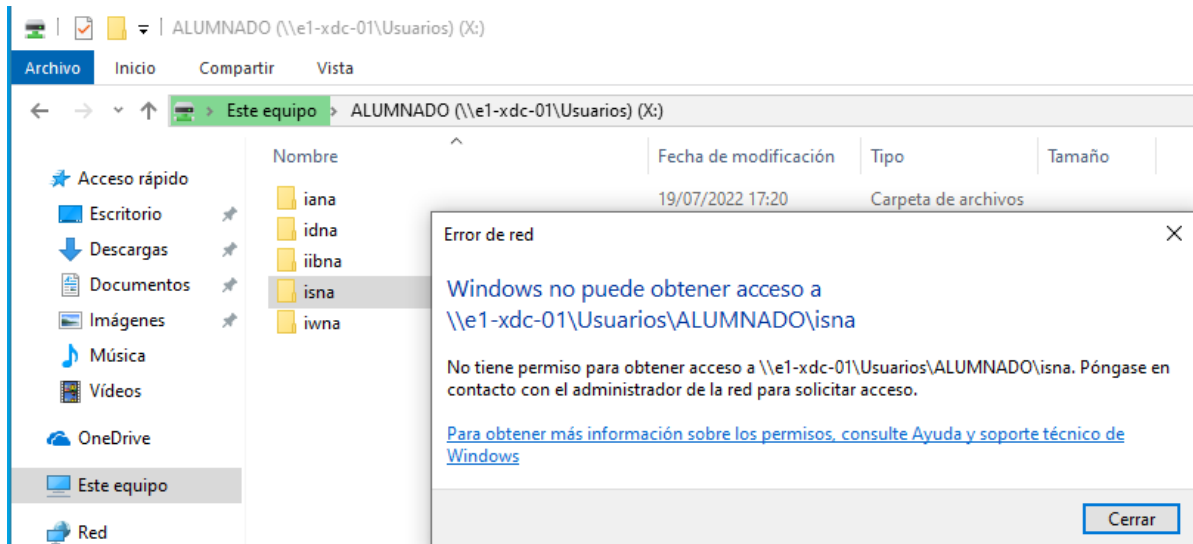 ALUMNADO (\\e1-xdc-01\Usuarios) (X:)
Archivo Inicio Compartir Vista
Este equipo > ALUMNADO (\\e1-xdc-01\Usuarios) (X:)
Nombre Fecha de modificación Tipo Tamaño
Acceso rápido
Escritorio
Descargas
Documentos
Imágenes
Música
Vídeos
OneDrive
Este equipo
Red
iana 19/07/2022 17:20 Carpeta de archivos
idna
iibna
isna
iwna
Error de red
Windows no puede obtener acceso a
\\e1-xdc-01\Usuarios\ALUMNADO\isna
No tiene permiso para obtener acceso a \\e1-xdc-01\Usuarios\ALUMNADO\isna. Póngase en
contacto con el administrador de la red para solicitar acceso.
Para obtener más información sobre los permisos, consulte Ayuda y soporte técnico de
Windows
Cerrar